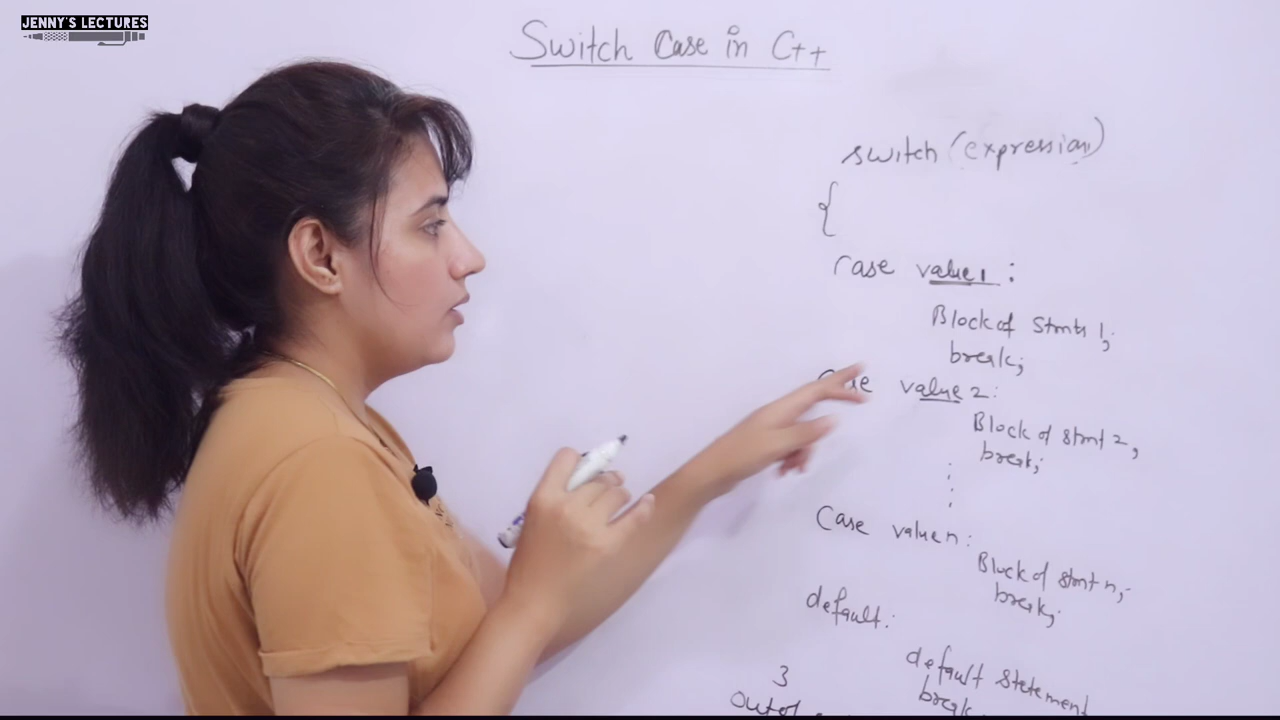 JENNY'S LECTURES
Switch Case in C++
switch (expression)
{
case value1 :
Block of Stmts 1;
break;
value 2:
Block of Stmt 2,
break;
Case value n:
Block of stmt n;
break;
default:
default Statement
break
}